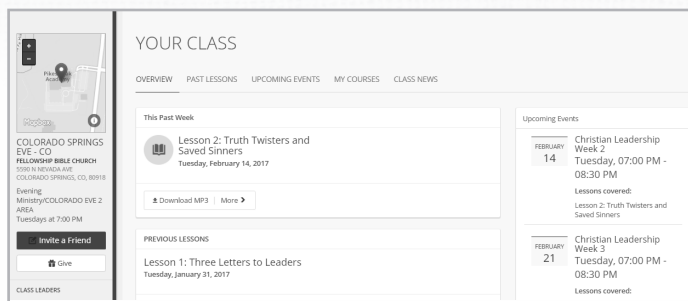 +
-
Pikes Peak
Academy
Mapbox
COLORADO SPRINGS
EVE - CO
FELLOWSHIP BIBLE CHURCH
5590 N NEVADA AVE
COLORADO SPRINGS, CO, 80918
Evening
Ministry/COLORADO EVE 2
AREA
Tuesdays at 7:00 PM
Invite a Friend
Give
CLASS LEADERS
YOUR CLASS
OVERVIEW PAST LESSONS UPCOMING EVENTS MY COURSES CLASS NEWS
This Past Week
Lesson 2: Truth Twisters and
Saved Sinners
Tuesday, February 14, 2017
Download MP3 | More
PREVIOUS LESSONS
Lesson 1: Three Letters to Leaders
Tuesday, January 31, 2017
Upcoming Events
FEBRUARY
14
Christian Leadership
Week 2
Tuesday, 07:00 PM -
08:30 PM
Lessons covered:
Lesson 2: Truth Twisters and
Saved Sinners
FEBRUARY
21
Christian Leadership
Week 3
Tuesday, 07:00 PM -
08:30 PM
Lessons covered: